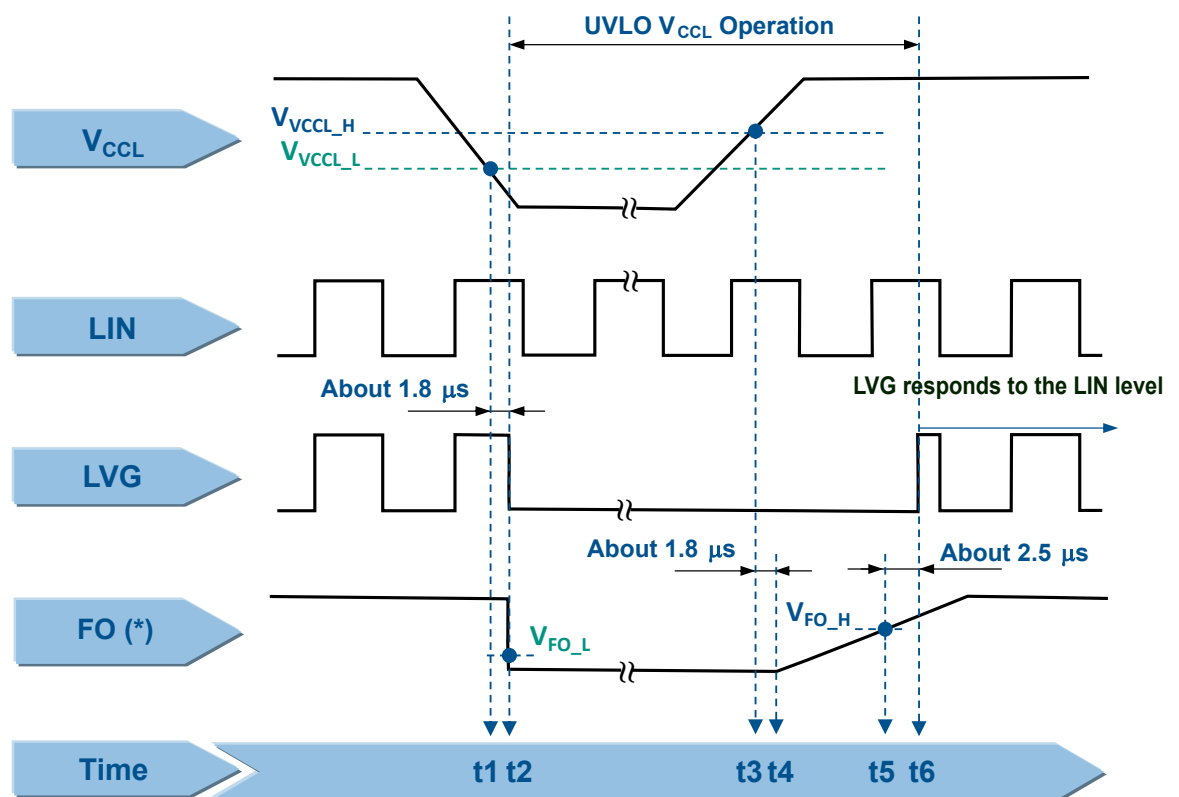 UVLO VCCL Operation
VCCL
VVCCL_H
VVCCL_L
LIN
About 1.8 μs
LVG responds to the LIN level
LVG
About 1.8 μs
About 2.5 μs
FO (*)
VFO_L
VFO_H
Time
t1 t2 t3 t4 t5 t6